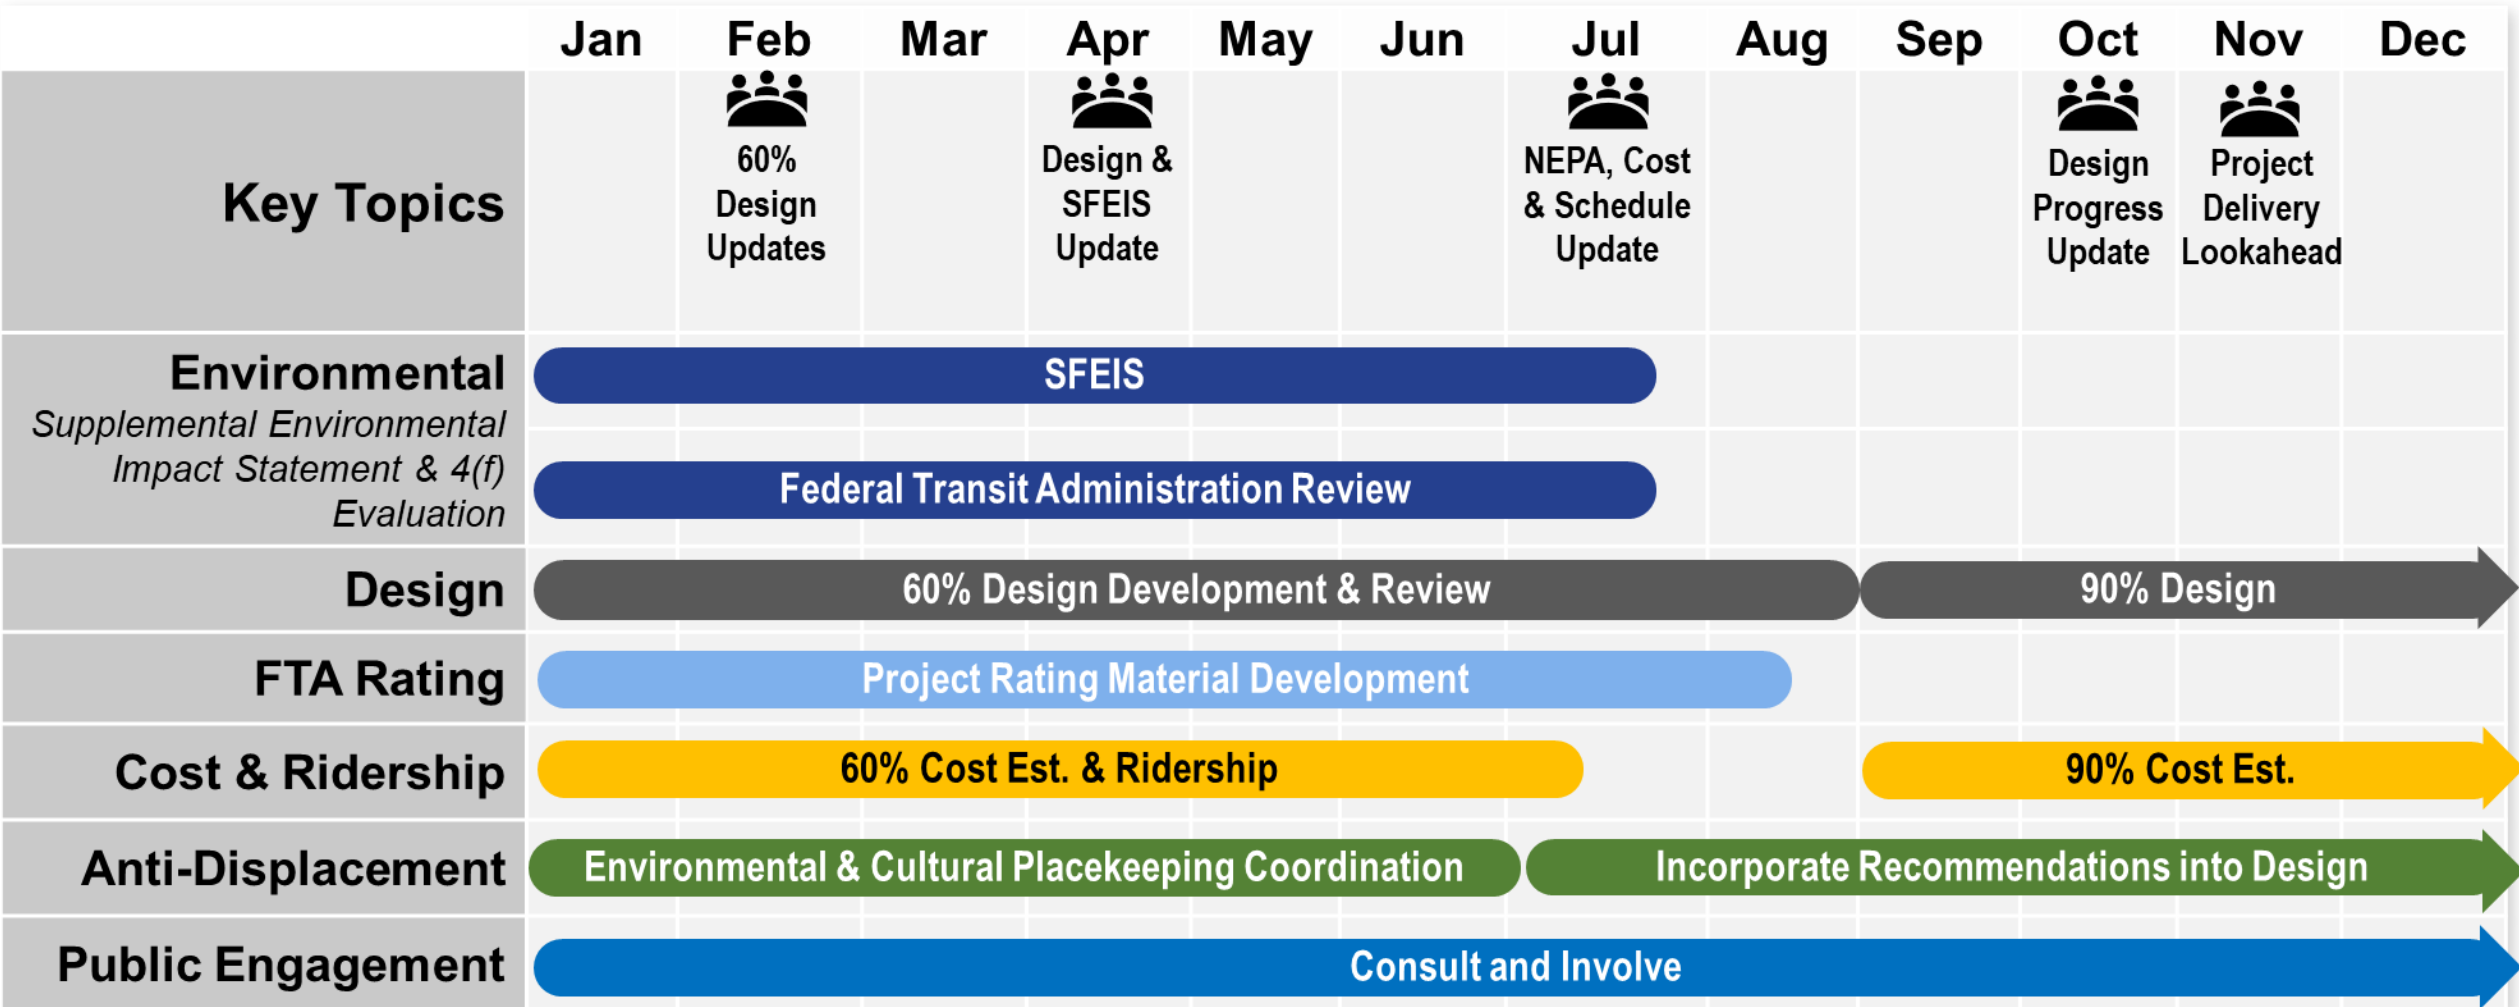 Jan Feb Mar Apr May Jun Jul Aug Sep Oct Nov Dec
Key Topics
60%
Design
Updates
Design &
SFEIS
Update
NEPA, Cost
& Schedule
Update
Design
Progress
Update
Project
Delivery
Lookahead
Environmental
Supplemental Environmental
Impact Statement & 4(f)
Evaluation
SFEIS
Federal Transit Administration Review
Design
60% Design Development & Review
90% Design
FTA Rating
Project Rating Material Development
Cost & Ridership
60% Cost Est. & Ridership
90% Cost Est.
Anti-Displacement
Environmental & Cultural Placekeeping Coordination
Incorporate Recommendations into Design
Public Engagement
Consult and Involve